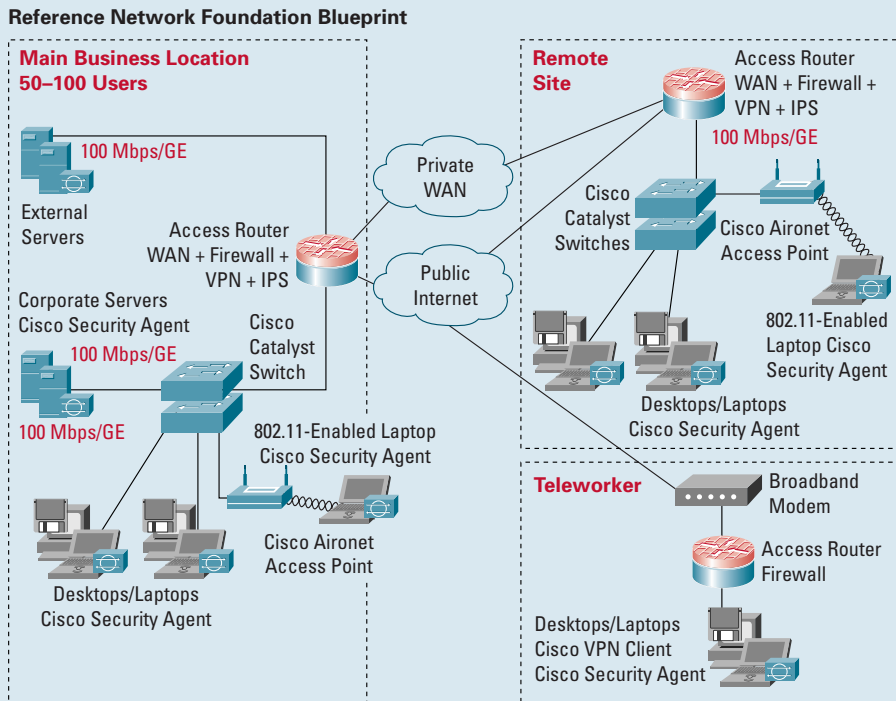 Reference Network Foundation Blueprint
Main Business Location
50–100 Users
100 Mbps/GE
External
Servers
Access Router
WAN + Firewall +
VPN + IPS
Corporate Servers
Cisco Security Agent
100 Mbps/GE
100 Mbps/GE
Cisco
Catalyst
Switch
802.11-Enabled Laptop
Cisco Security Agent
Cisco Aironet
Access Point
Desktops/Laptops
Cisco Security Agent
Private
WAN
Public
Internet
Remote
Site
Access Router
WAN + Firewall +
VPN + IPS
100 Mbps/GE
Cisco
Catalyst
Switches
Cisco Aironet
Access Point
802.11-Enabled
Laptop Cisco
Security Agent
Desktops/Laptops
Cisco Security Agent
Teleworker
Broadband
Modem
Access Router
Firewall
Desktops/Laptops
Cisco VPN Client
Cisco Security Agent